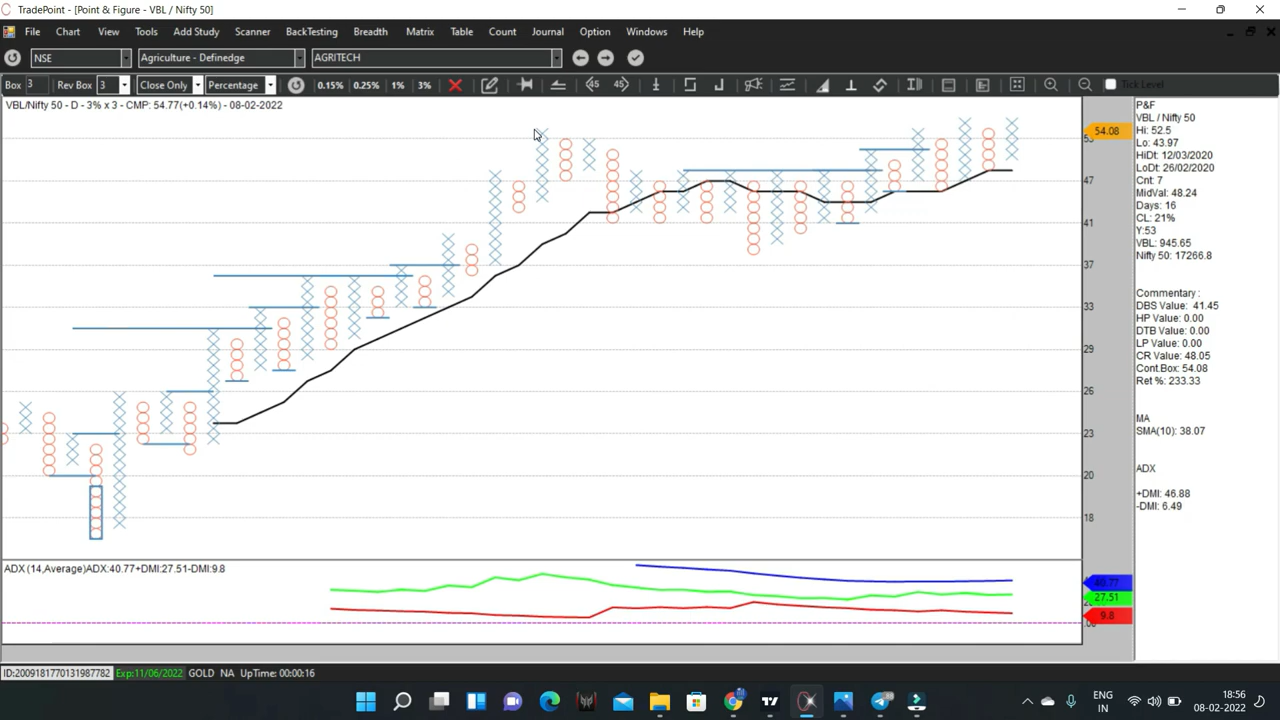 TradePoint - [Point & Figure - VBL / Nifty 50]
File Chart View Tools Add Study Scanner BackTesting Breadth Matrix Table Count Journal Option Windows Help
NSE Agriculture - Definedge AGRITECH
Box 3 Rev Box 3 Close Only Percentage 0.15% 0.25% 1% 3% 45 45 Tick Level
VBL/Nifty 50 - D - 3% x 3 - CMP: 54.77(+0.14%) - 08-02-2022
54.08
47
41
37
33
29
26
23
20
18
P&F
VBL / Nifty 50
Hi: 52.5
Lo: 43.97
HiDt: 12/03/2020
LoDt: 26/02/2020
Cnt: 7
MidVal: 48.24
Days: 16
CL: 21%
Y:53
VBL: 945.65
Nifty 50: 17266.8
Commentary :
DBS Value: 41.45
HP Value: 0.00
DTB Value: 0.00
LP Value: 0.00
CR Value: 48.05
Cont.Box: 54.08
Ret %: 233.33
MA
SMA(10): 38.07
ADX
+DMI: 46.88
-DMI: 6.49
ADX (14,Average)ADX:40.77+DMI:27.51-DMI:9.8
40.77
27.51
9.8
ID:2009181770131987782 Exp:11/06/2022 GOLD NA UpTime: 00:00:16
ENG
IN
18:56
08-02-2022